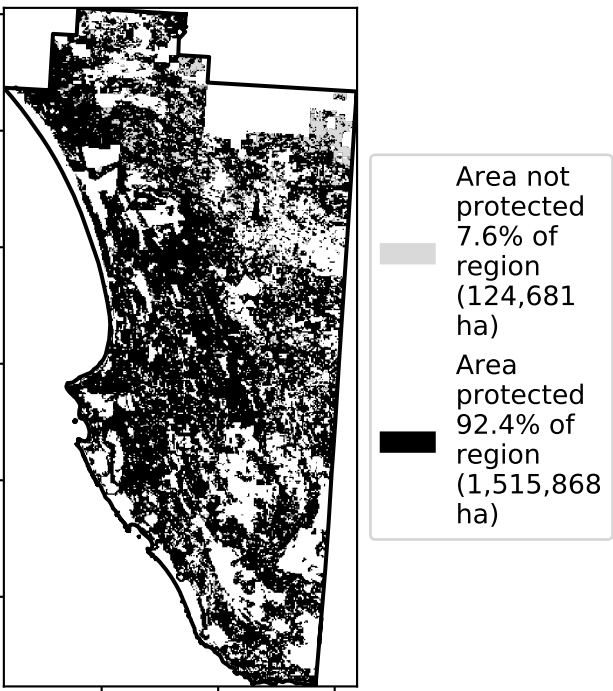 Area not
protected
7.6% of
region
(124,681
ha)
Area
protected
92.4% of
region
(1,515,868
ha)